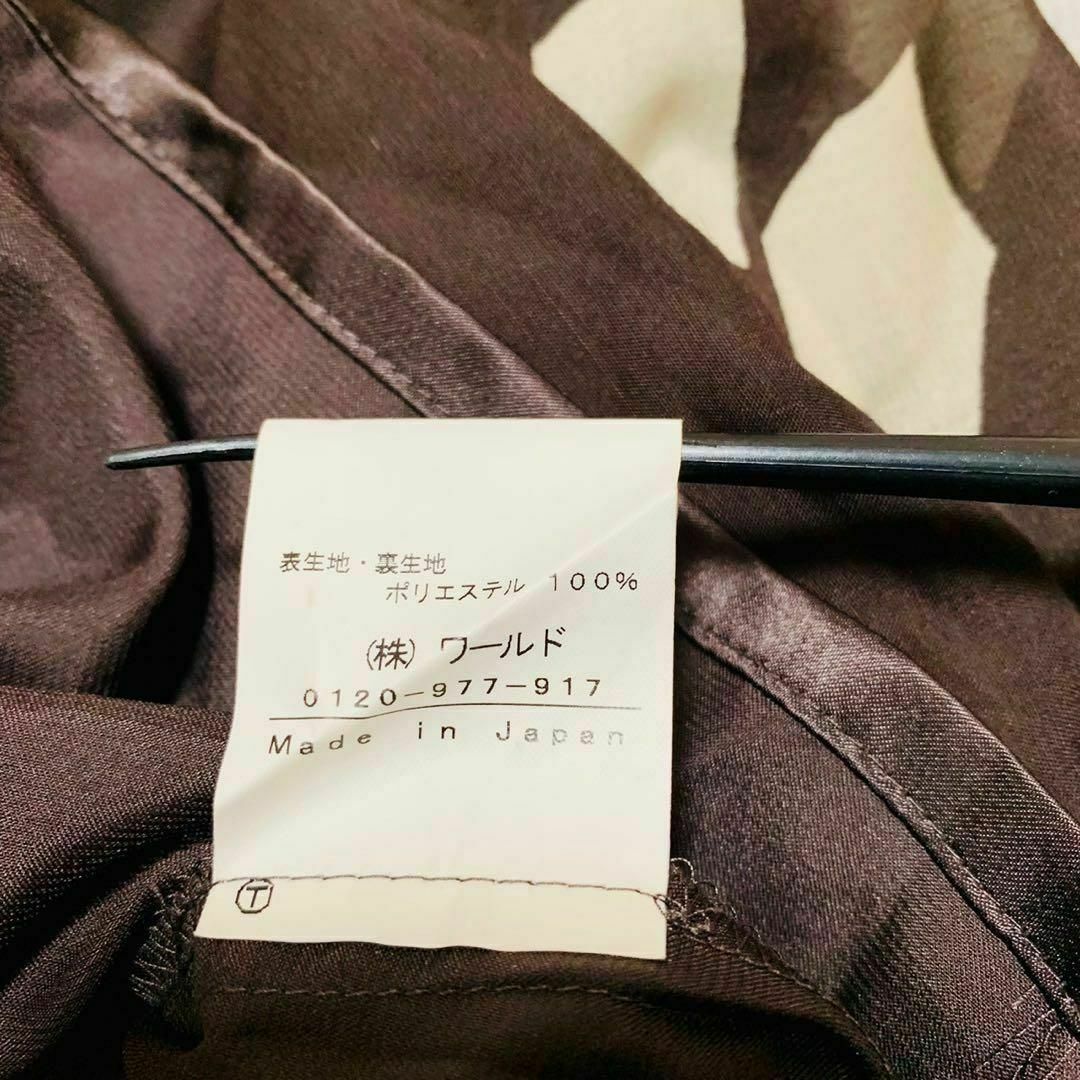 表生地・裏生地
ポリエステル 100%
(株) ワールド
0120-977-917
Made in Japan
T